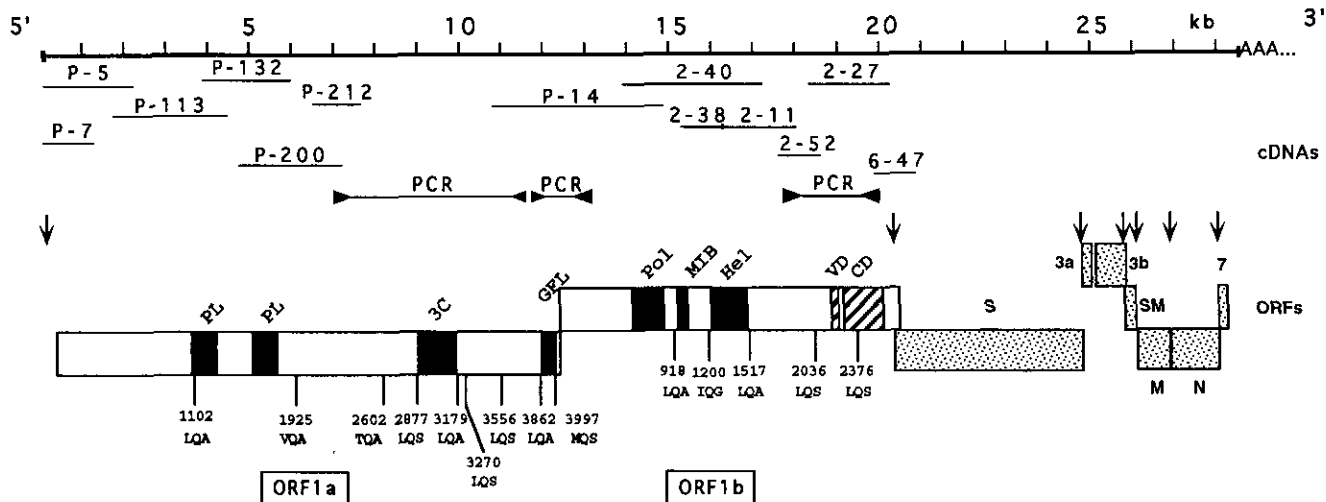 5' 5 10 15 20 25 kb 3'
AAA...
P-5 P-132 2-40 2-27
P-212 P-14
P-113 2-38 2-11
P-7 2-52
P-200 6-47 cDNAs
PCR PCR PCR
PL PL 3C GFL Pol MIB Hel VD CD
3a 3b 7
S SM ORFs
M N
918 1200 1517 2036 2376
LQA IQG LQA LQS LQS
1102 1925 2602 2877 3179 3556 3862 3997
LQA VQA TQA LQS LQA LQS LQA MQS
3270
LQS
ORF1a ORF1b